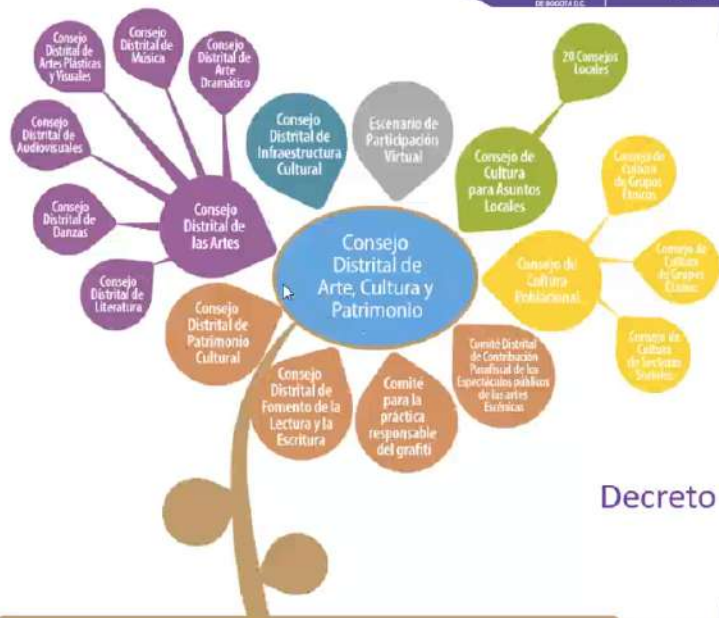 DE BOGOTÁ D.C.
Consejo
Distrital de
Artes Plásticas
y Visuales
Consejo
Distrital de
Música
Consejo
Distrital de
Arte
Dramático
Consejo
Distrital de
Audiovisuales
Consejo
Distrital de
Danzas
Consejo
Distrital de
Literatura
Consejo
Distrital de
las Artes
Consejo
Distrital de
Infraestructura
Cultural
Escenario de
Participación
Virtual
20 Consejos
Locales
Consejo de
Cultura
para Asuntos
Locales
Consejo de
Cultura
de Grupos
Étnicos
Consejo de
Cultura
de Grupos
Consejo de
Cultura
de Sectores
Sociales
Consejo de
Cultura
Poblacional
Consejo
Distrital de
Arte, Cultura y
Patrimonio
Consejo
Distrital de
Patrimonio
Cultural
Consejo
Distrital de
Fomento de la
Lectura y la
Escritura
Comité
para la
práctica
responsable
del grafiti
Comité Distrital
de Contribución
Parafiscal de los
Espectáculos públicos
de las artes
Escénicas
Decreto